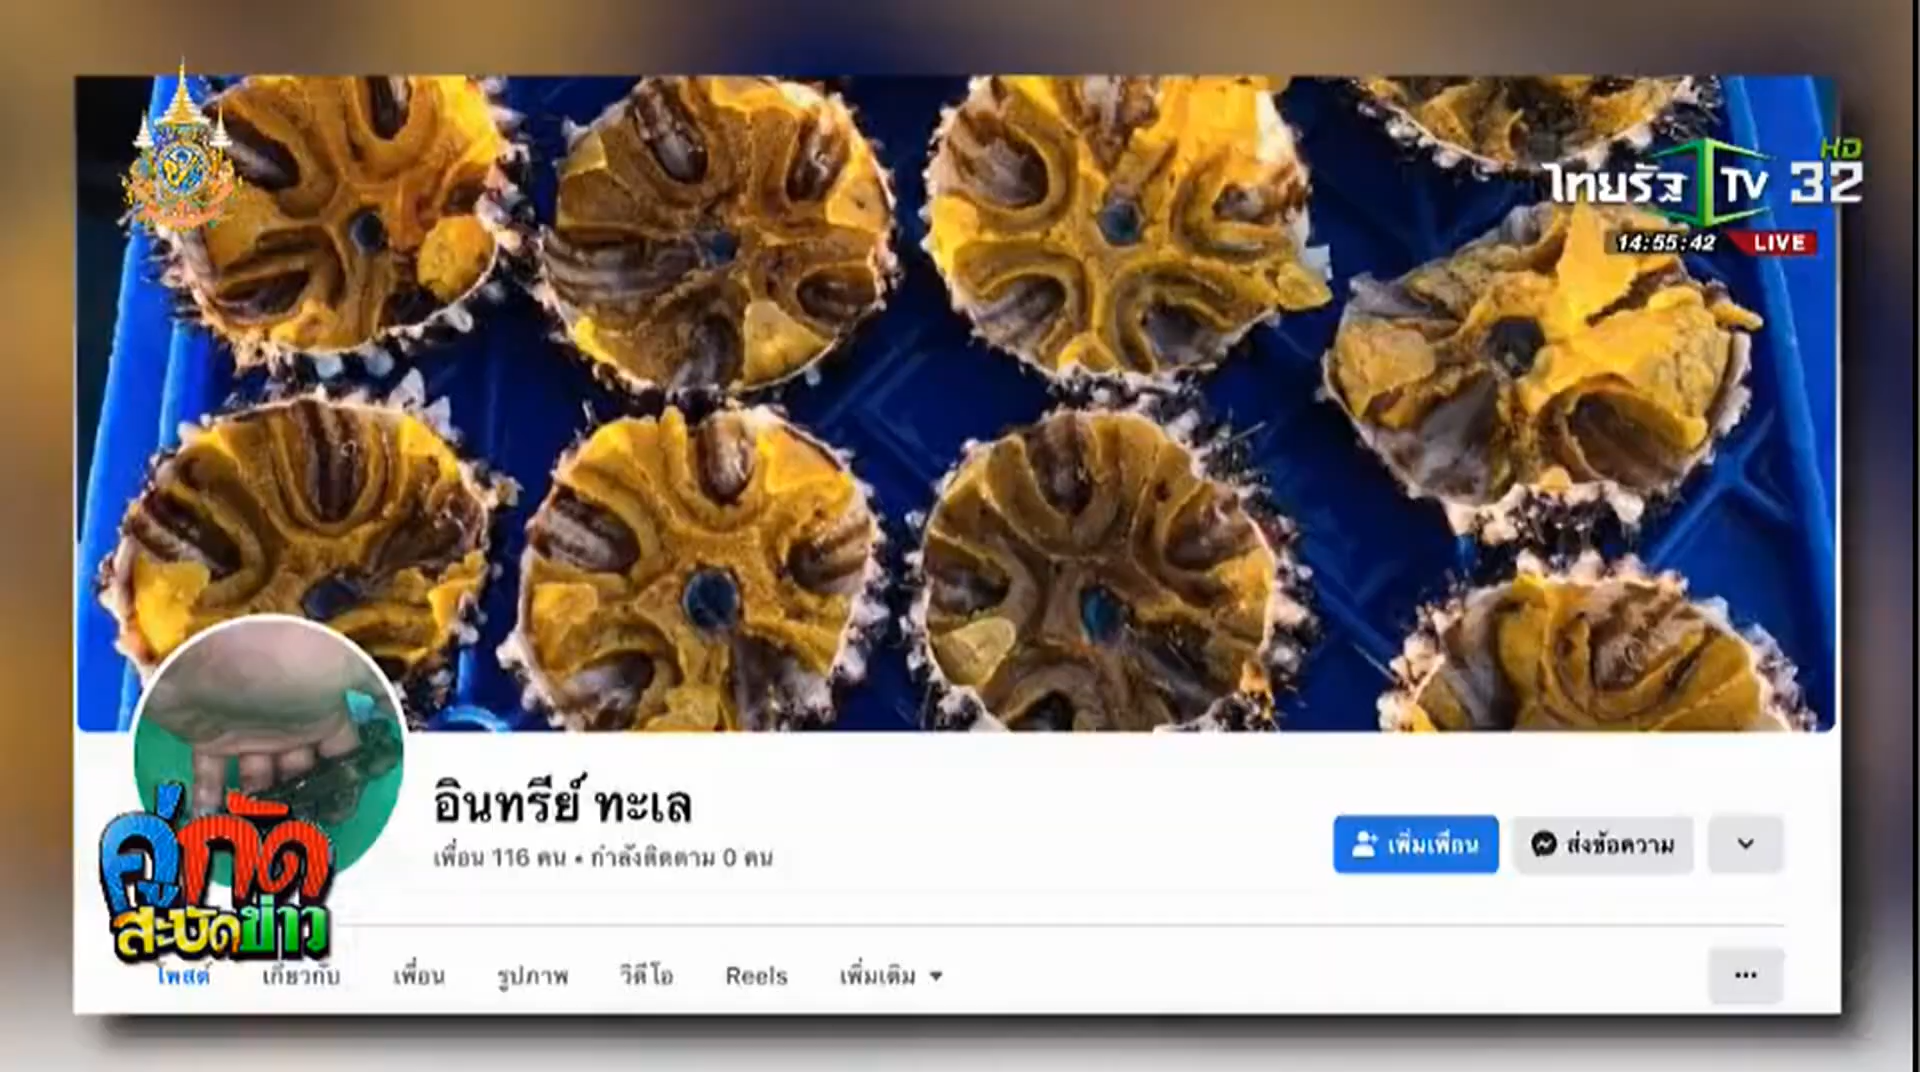 ไทยรัฐ TV 32 HD
14:55:42 LIVE
อินทรีย์ ทะเล
เพื่อน 116 คน • กำลังติดตาม 0 คน
เพิ่มเพื่อน
ส่งข้อความ
คู่กัด
สะบัดข่าว
โพสต์ เกี่ยวกับ เพื่อน รูปภาพ วิดีโอ Reels เพิ่มเติม